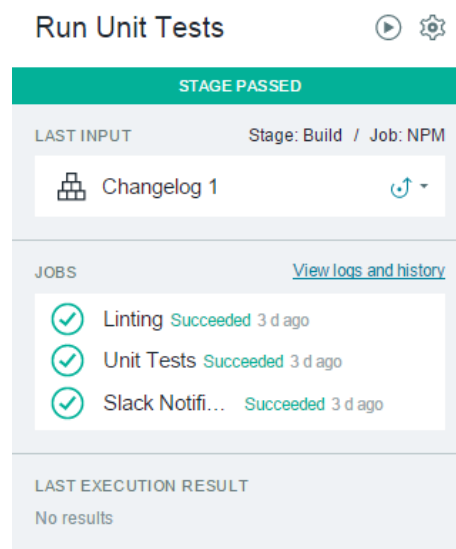 Run Unit Tests
STAGE PASSED
LAST INPUT Stage: Build / Job: NPM
Changelog 1
JOBS View logs and history
Linting Succeeded 3 d ago
Unit Tests Succeeded 3 d ago
Slack Notifi... Succeeded 3 d ago
LAST EXECUTION RESULT
No results